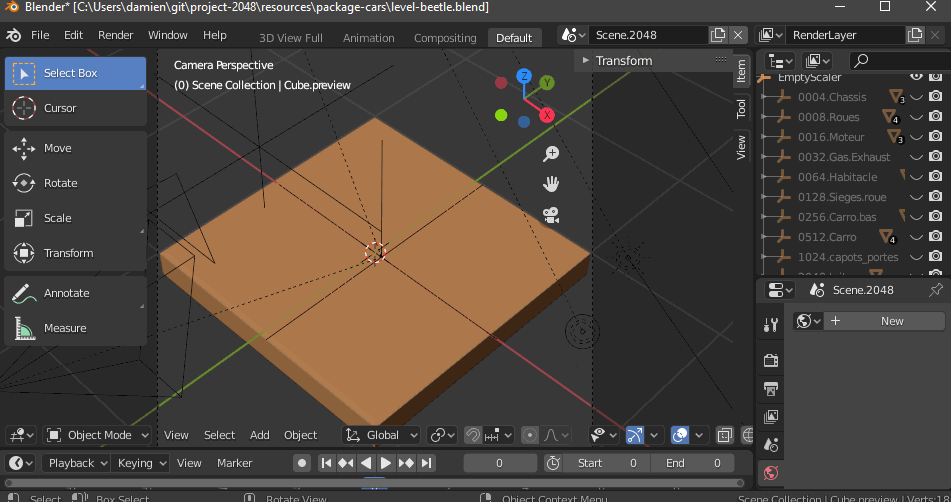 Blender* [C:\Users\damien\git\project-2048\resources\package-cars\level-beetle.blend]
File Edit Render Window Help 3D View Full Animation Compositing Default Scene.2048 RenderLayer
Select Box
Cursor
Move
Rotate
Scale
Transform
Annotate
Measure
Camera Perspective
(0) Scene Collection | Cube.preview
Z
Y
X
Transform
Item
Tool
View
EmptyScaler
0004.Chassis 3
0008.Roues 4
0016.Moteur 3
0032.Gas.Exhaust
0064.Habitacle
0128.Sieges.roue
0256.Carro.bas
0512.Carro 4
1024.capots_portes
Scene.2048
New
Object Mode View Select Add Object Global
Playback Keying View Marker 0 Start 0 End 0
Select Box Select Rotate View Object Context Menu Scene Collection | Cube.preview | Verts:18